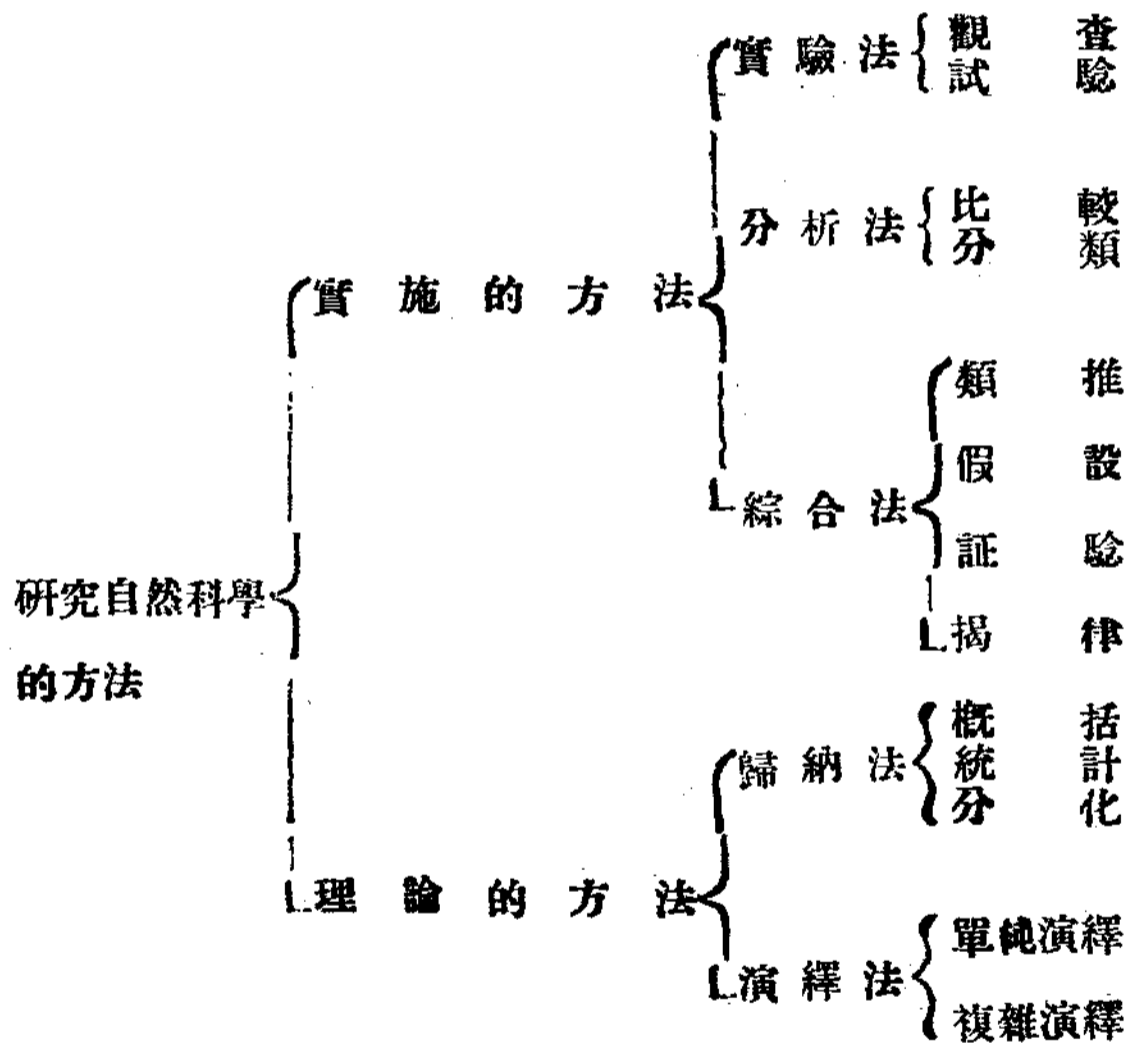 研究自然科學
的方法
實施的方法
實驗法
觀查
試驗
分析法
比較
分類
綜合法
類推
假設
証驗
揭律
理論的方法
歸納法
概括
統計
分化
演繹法
單純演繹
複雜演繹